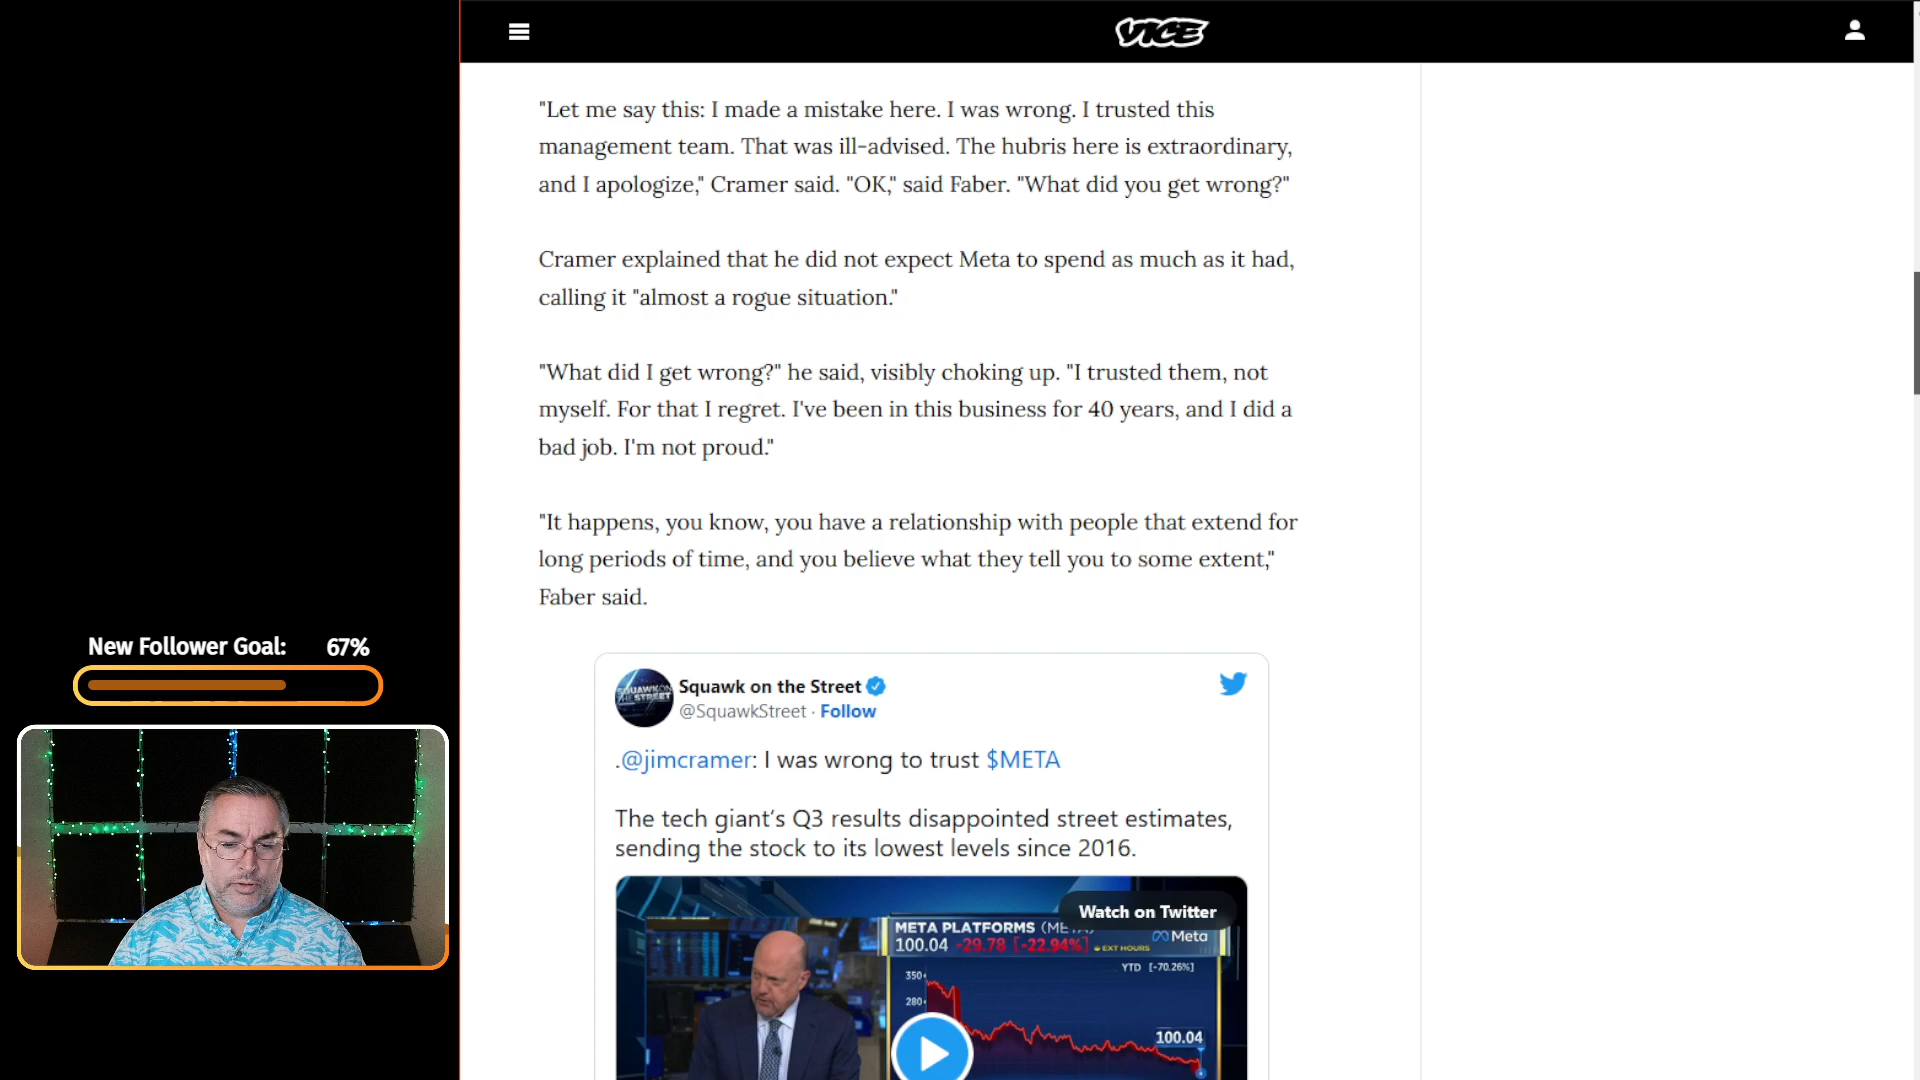 VICE
"Let me say this: I made a mistake here. I was wrong. I trusted this
management team. That was ill-advised. The hubris here is extraordinary,
and I apologize," Cramer said. "OK," said Faber. "What did you get wrong?"
Cramer explained that he did not expect Meta to spend as much as it had,
calling it "almost a rogue situation."
"What did I get wrong?" he said, visibly choking up. "I trusted them, not
myself. For that I regret. I've been in this business for 40 years, and I did a
bad job. I'm not proud."
"It happens, you know, you have a relationship with people that extend for
long periods of time, and you believe what they tell you to some extent,"
Faber said.
New Follower Goal: 67%
SQUAWK ON
THE STREET
Squawk on the Street
@SquawkStreet · Follow
.@jimcramer: I was wrong to trust $META
The tech giant’s Q3 results disappointed street estimates,
sending the stock to its lowest levels since 2016.
Watch on Twitter
META PLATFORMS
Meta
100.04 -29.78 [-22.94%] EXT HOURS
YTD [-70.26%]
350
280
100.04